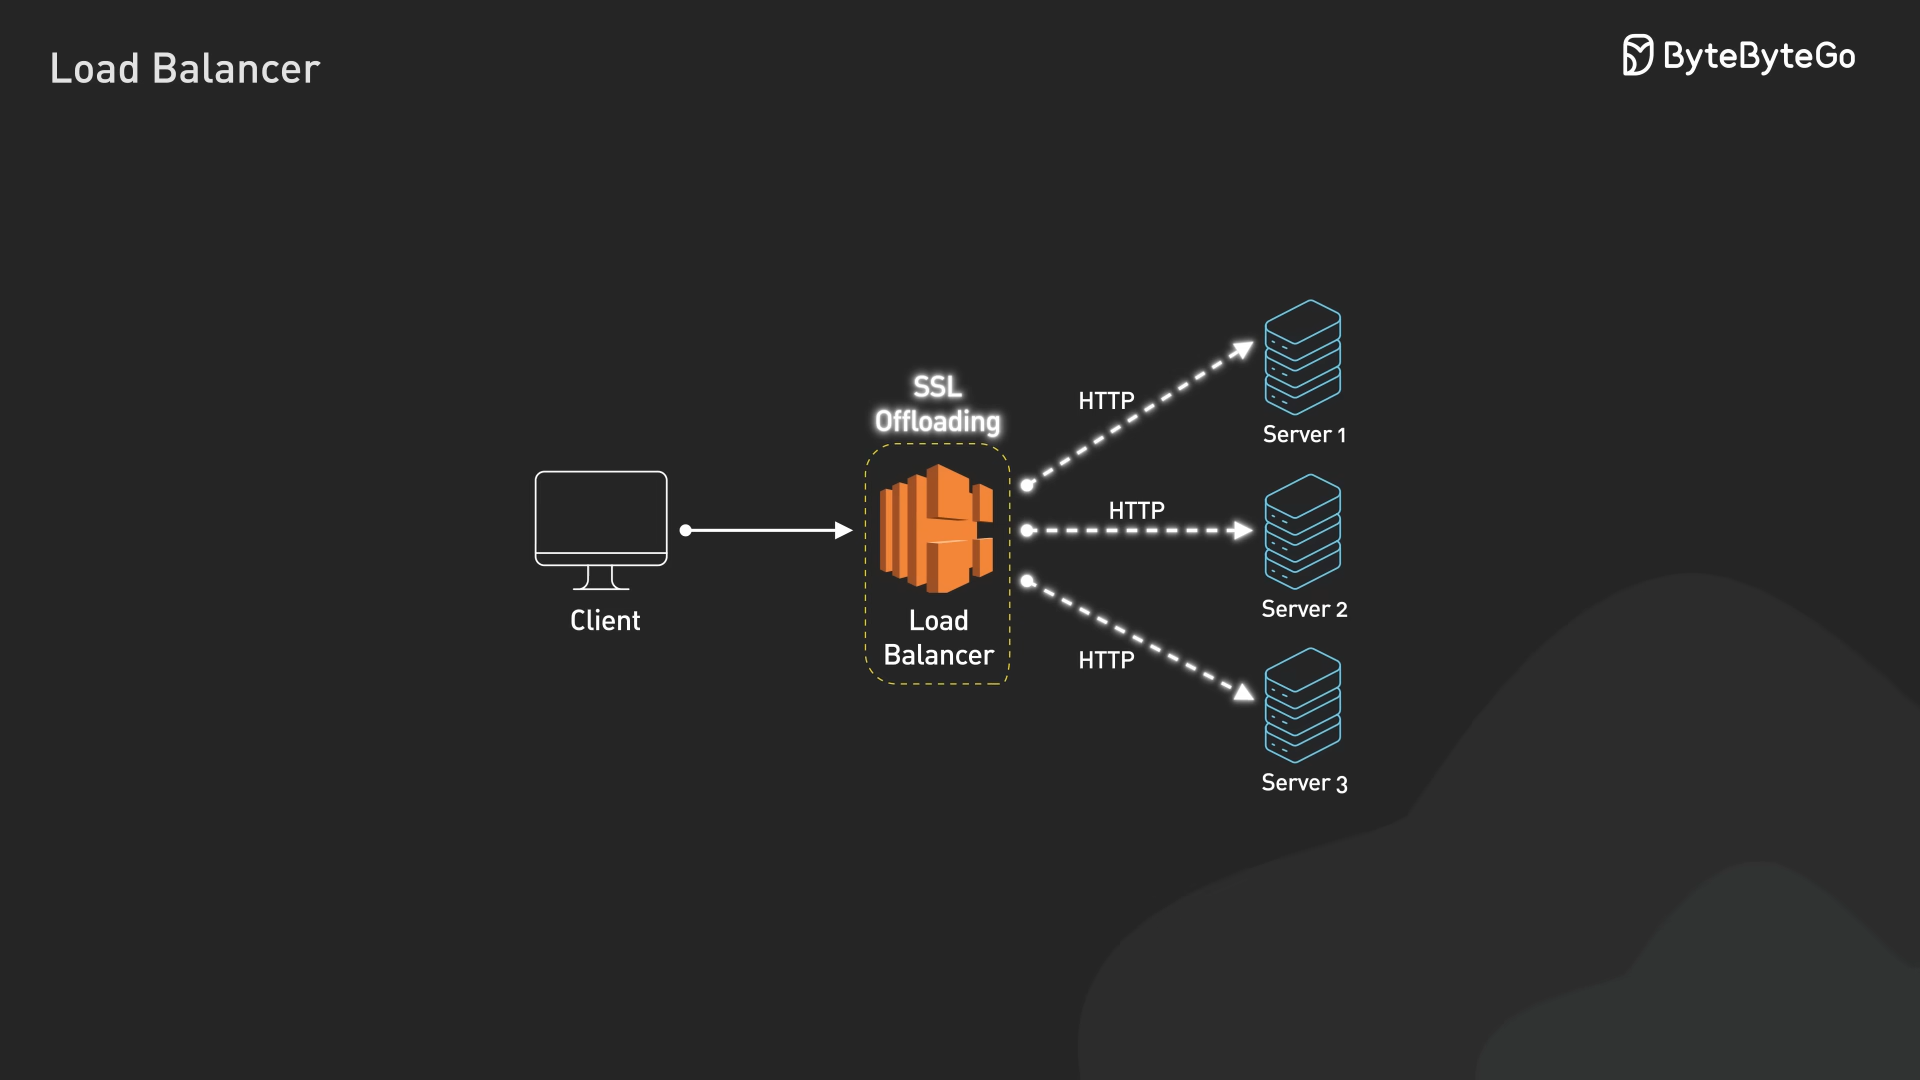 Load Balancer
ByteByteGo
SSL
Offloading
Client
Load
Balancer
HTTP
HTTP
HTTP
Server 1
Server 2
Server 3